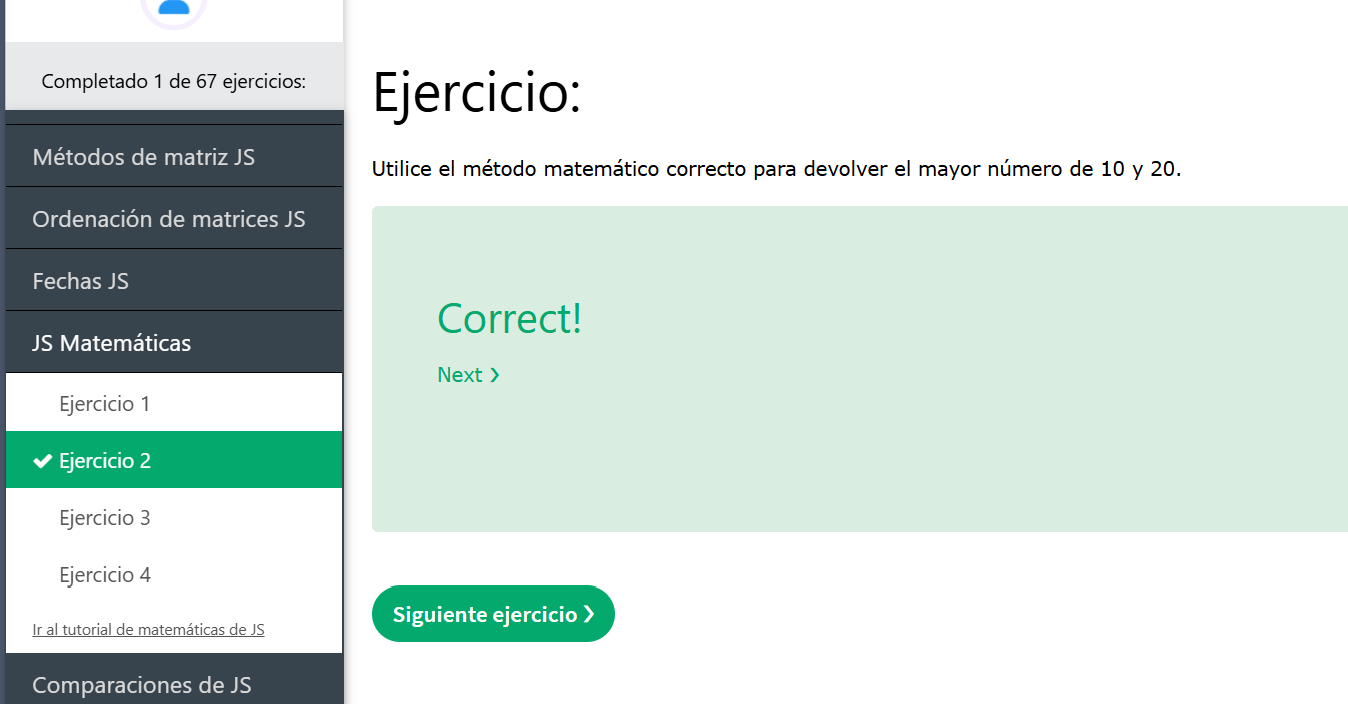 Completado 1 de 67 ejercicios:
Métodos de matriz JS
Ordenación de matrices JS
Fechas JS
JS Matemáticas
Ejercicio 1
Ejercicio 2
Ejercicio 3
Ejercicio 4
Ir al tutorial de matemáticas de JS
Comparaciones de JS
Ejercicio:
Utilice el método matemático correcto para devolver el mayor número de 10 y 20.
Correct!
Next ❯
Siguiente ejercicio ❯